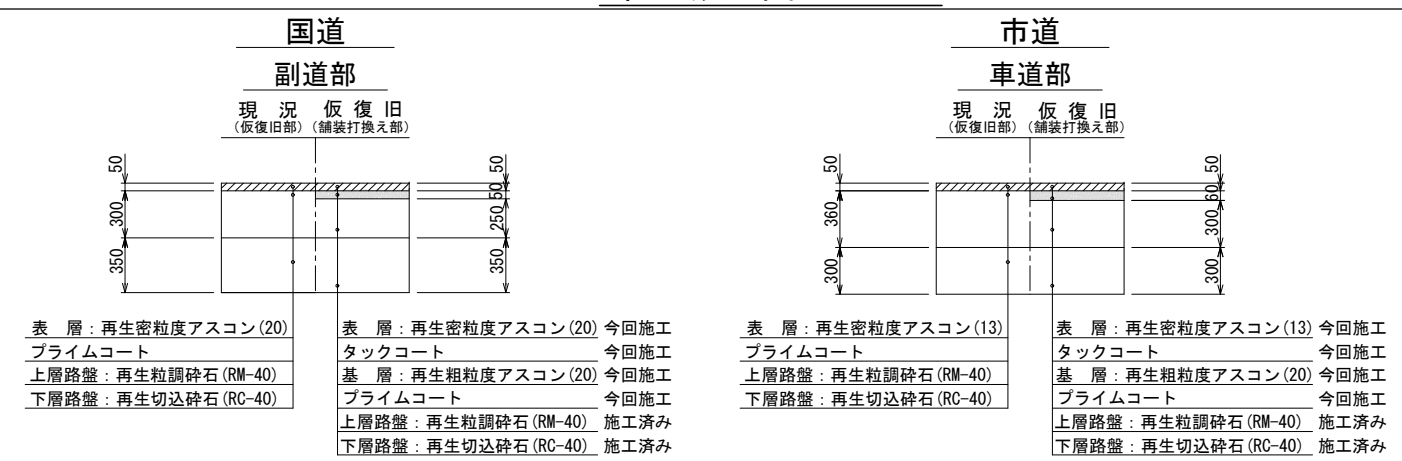 国道
副道部
現　況
(仮復旧部)
仮 復 旧
(舗装打換え部)
50
300
350
50
50
250
350
表　層：再生密粒度アスコン(20)
プライムコート
上層路盤：再生粒調砕石(RM-40)
下層路盤：再生切込砕石(RC-40)
表　層：再生密粒度アスコン(20) 今回施工
タックコート 今回施工
基　層：再生粗粒度アスコン(20) 今回施工
プライムコート 今回施工
上層路盤：再生粒調砕石(RM-40) 施工済み
下層路盤：再生切込砕石(RC-40) 施工済み
市道
車道部
現　況
(仮復旧部)
仮 復 旧
(舗装打換え部)
50
360
300
50
60
300
300
表　層：再生密粒度アスコン(13)
プライムコート
上層路盤：再生粒調砕石(RM-40)
下層路盤：再生切込砕石(RC-40)
表　層：再生密粒度アスコン(13) 今回施工
タックコート 今回施工
基　層：再生粗粒度アスコン(20) 今回施工
プライムコート 今回施工
上層路盤：再生粒調砕石(RM-40) 施工済み
下層路盤：再生切込砕石(RC-40) 施工済み